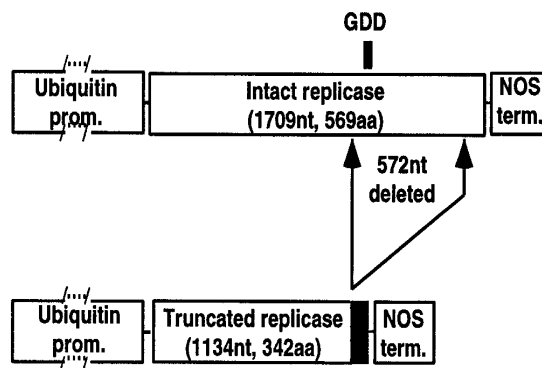 GDD
Ubiquitin
prom.
Intact replicase
(1709nt, 569aa)
NOS
term.
572nt
deleted
Ubiquitin
prom.
Truncated replicase
(1134nt, 342aa)
NOS
term.